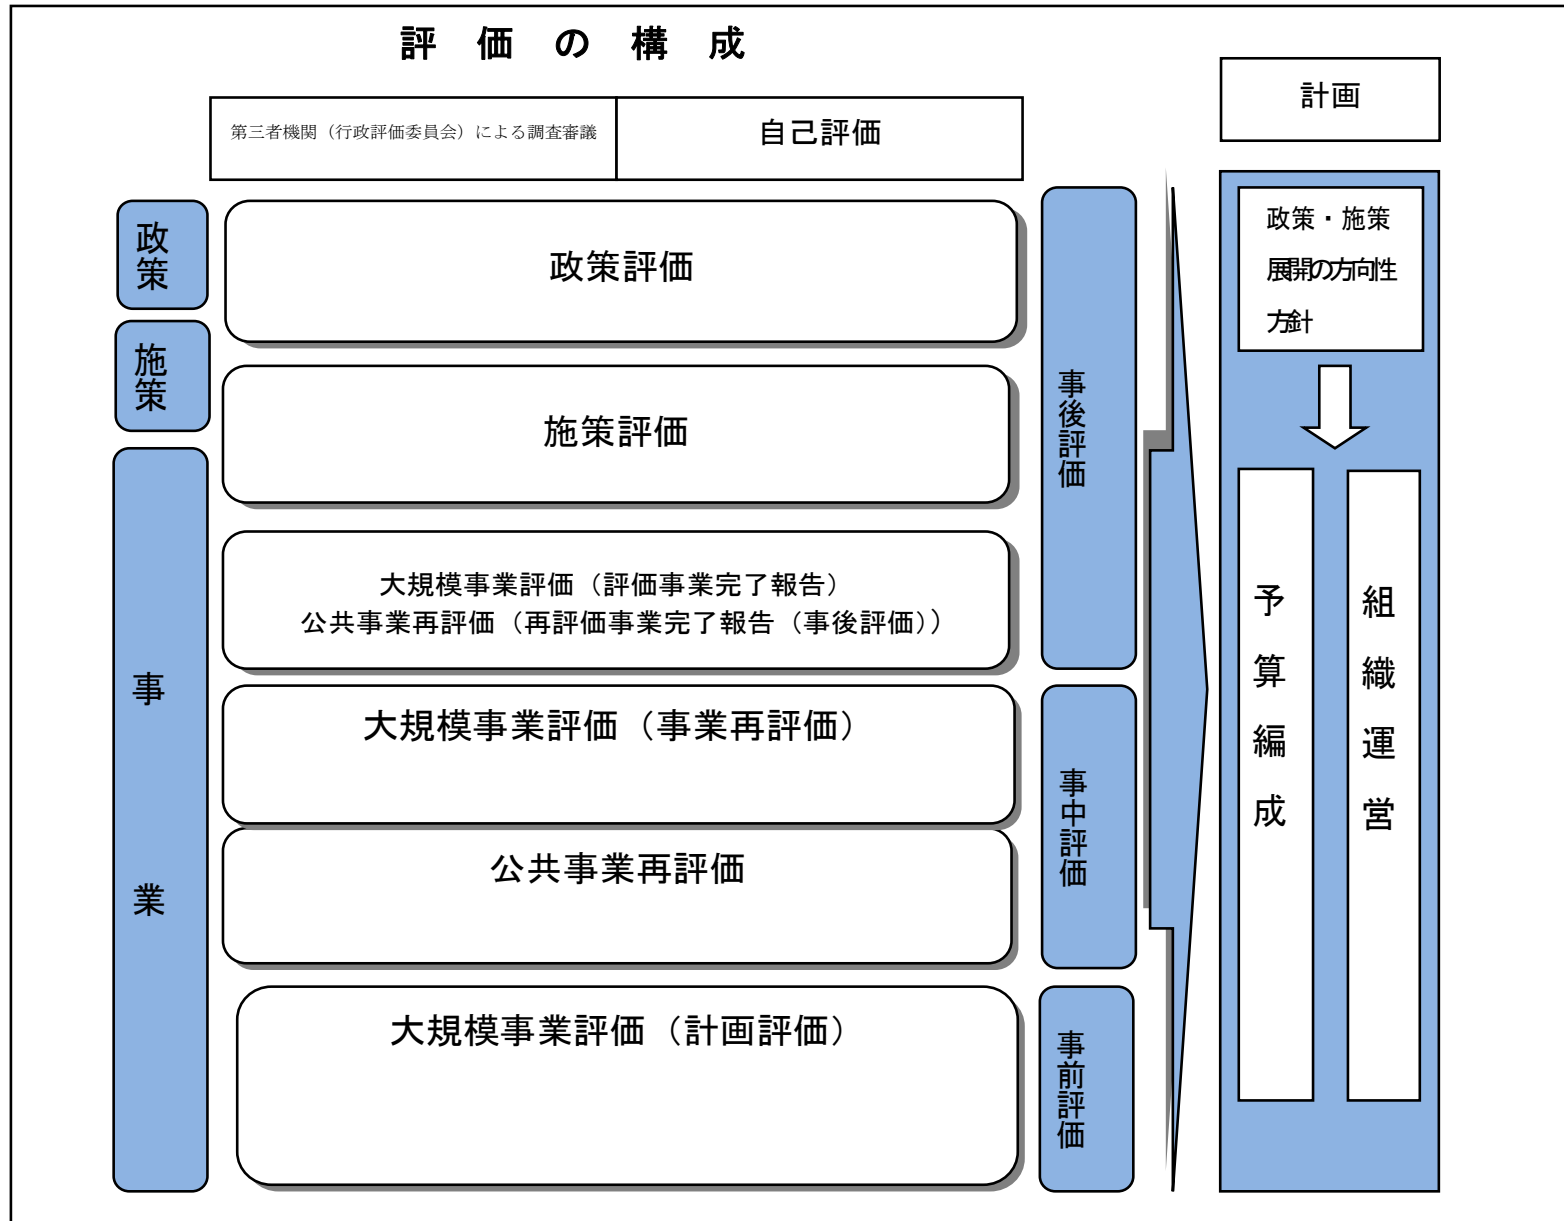 評価の構成
計画
第三者機関（行政評価委員会）による調査審議
自己評価
政策
政策評価
施策
施策評価
事業
大規模事業評価（評価事業完了報告）
公共事業再評価（再評価事業完了報告（事後評価））
大規模事業評価（事業再評価）
公共事業再評価
大規模事業評価（計画評価）
事後評価
事中評価
事前評価
政策・施策
展開の方向性
方針
予算編成
組織運営